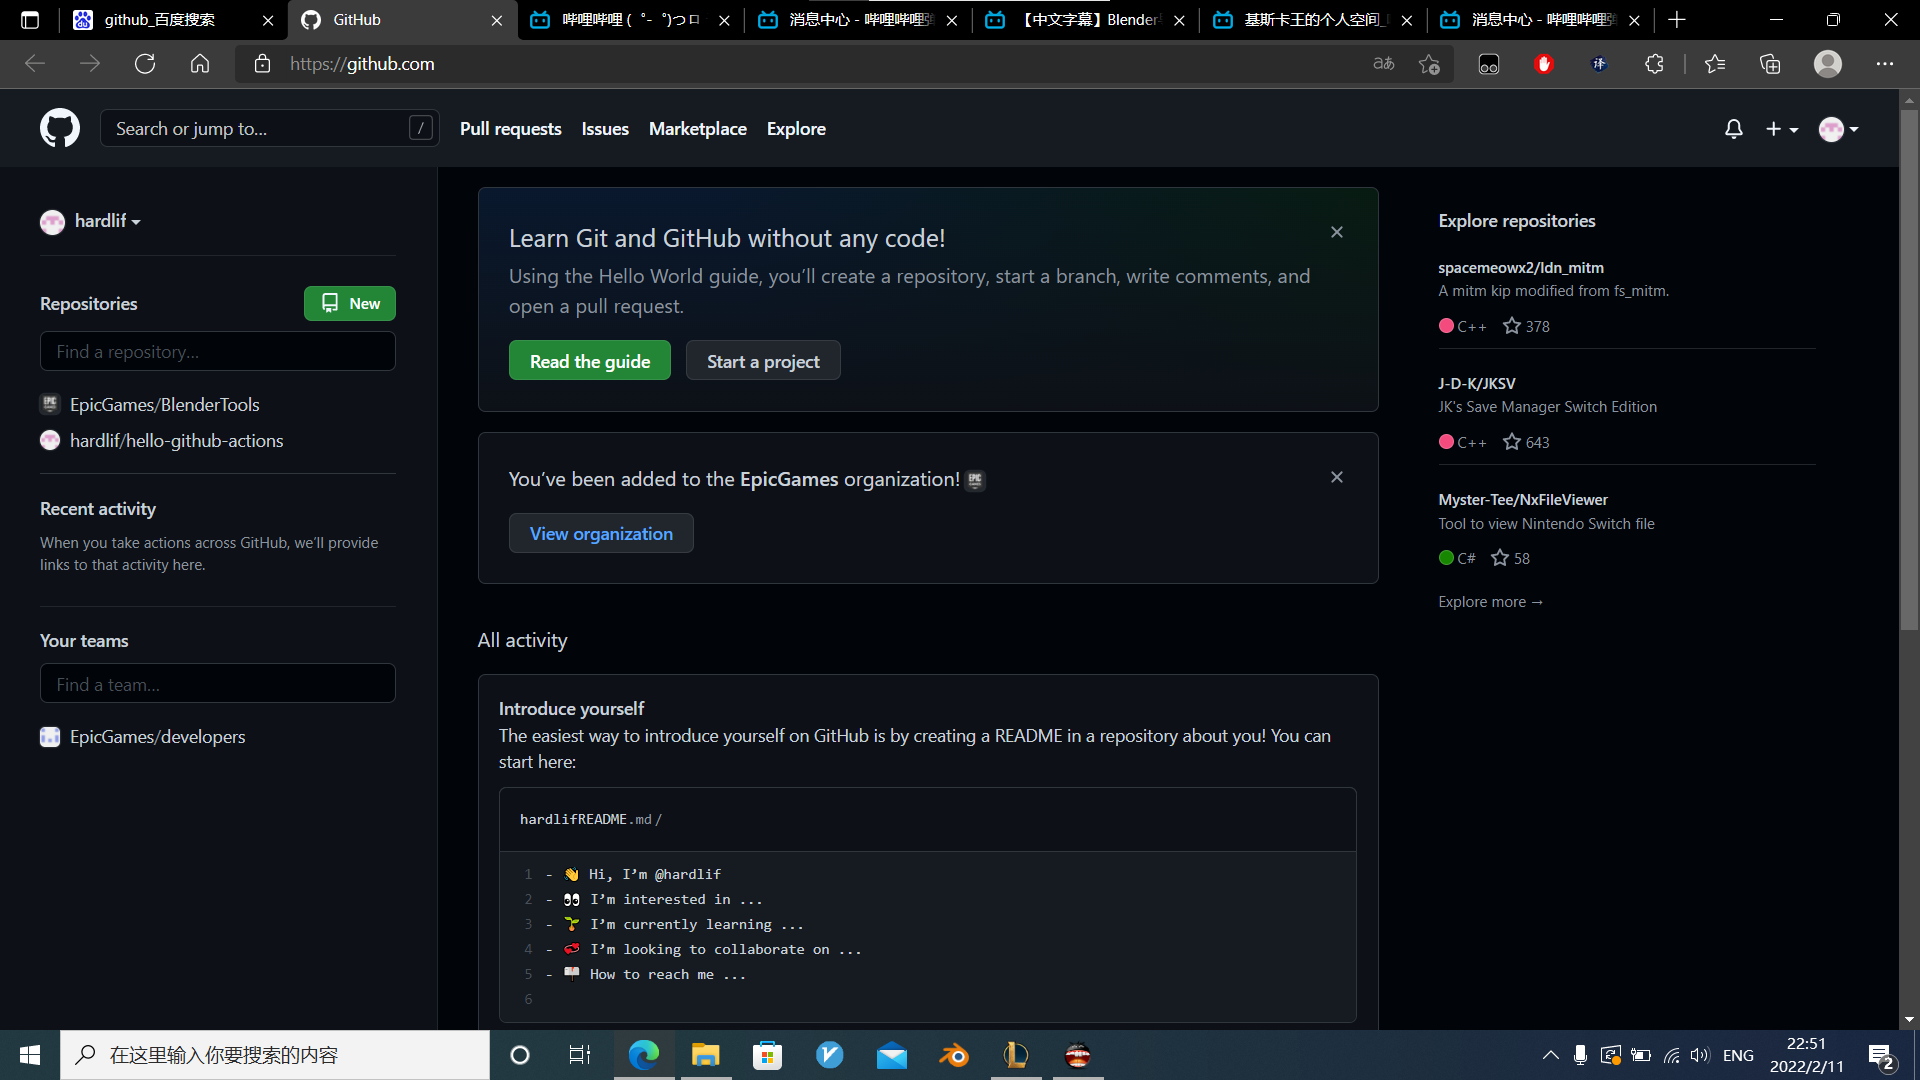 github_百度搜索
GitHub
哔哩哔哩 (゜-゜)つロ
消息中心 - 哔哩哔哩弹
【中文字幕】Blender
基斯卡王的个人空间_
消息中心 - 哔哩哔哩弹
https://github.com
aあ
译
Search or jump to...
/
Pull requests
Issues
Marketplace
Explore
hardlif
Repositories
New
Find a repository...
EpicGames/BlenderTools
hardlif/hello-github-actions
Recent activity
When you take actions across GitHub, we’ll provide
links to that activity here.
Your teams
Find a team...
EpicGames/developers
Learn Git and GitHub without any code!
Using the Hello World guide, you’ll create a repository, start a branch, write comments, and
open a pull request.
Read the guide
Start a project
You’ve been added to the EpicGames organization!
View organization
All activity
Introduce yourself
The easiest way to introduce yourself on GitHub is by creating a README in a repository about you! You can
start here:
hardlifREADME.md/
1 - 👋 Hi, I’m @hardlif
2 - 👀 I’m interested in ...
3 - 🌱 I’m currently learning ...
4 - 💞️ I’m looking to collaborate on ...
5 - 📫 How to reach me ...
6
Explore repositories
spacemeowx2/ldn_mitm
A mitm kip modified from fs_mitm.
C++ 378
J-D-K/JKSV
JK's Save Manager Switch Edition
C++ 643
Myster-Tee/NxFileViewer
Tool to view Nintendo Switch file
C# 58
Explore more →
在这里输入你要搜索的内容
ENG
22:51
2022/2/11
2